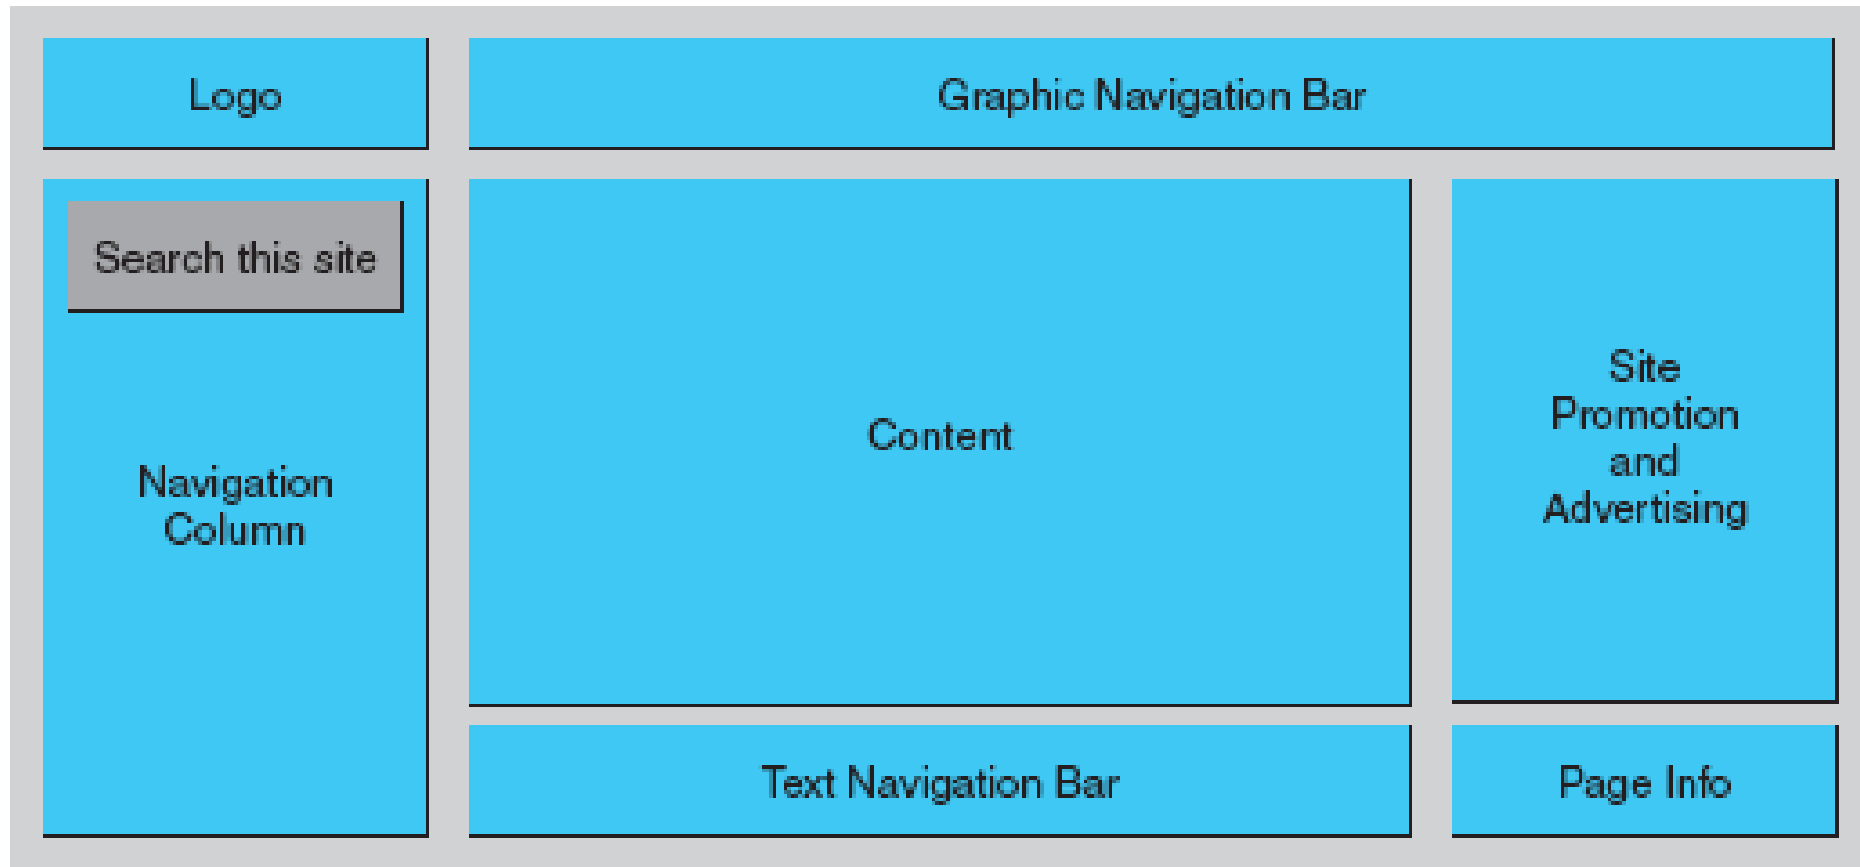 Logo
Graphic Navigation Bar
Search this site
Navigation
Column
Content
Site
Promotion
and
Advertising
Text Navigation Bar
Page Info